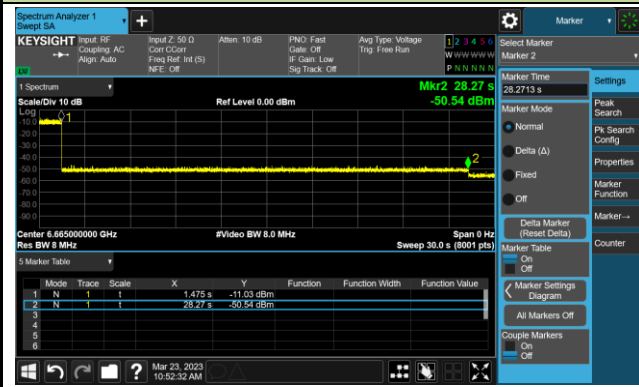 Spectrum Analyzer 1
Swept SA
+
Marker
KEYSIGHT
Input: RF
Coupling: AC
Align: Auto
Input Z: 50 Ω
Corr CCorr
Freq Ref: Int (S)
NFE: Off
Atten: 10 dB
PNO: Fast
Gate: Off
IF Gain: Low
Sig Track: Off
Avg Type: Voltage
Trig: Free Run
1 2 3 4 5 6
W W W W W W
P N N N N N
LXI
1 Spectrum
Scale/Div 10 dB
Ref Level 0.00 dBm
Mkr2 28.27 s
-50.54 dBm
Log
-10.0
-20.0
-30.0
-40.0
-50.0
-60.0
-70.0
-80.0
-90.0
1
2
Center 6.665000000 GHz
Res BW 8 MHz
#Video BW 8.0 MHz
Span 0 Hz
Sweep 30.0 s (8001 pts)
5 Marker Table
Mode Trace Scale X Y Function Function Width Function Value
1 N 1 t 1.475 s -11.03 dBm
2 N 1 t 28.27 s -50.54 dBm
3
4
5
6
Select Marker
Marker 2
Marker Time
28.2713 s
Marker Mode
Normal
Delta (Δ)
Fixed
Off
Delta Marker
(Reset Delta)
Marker Table
On
Off
Marker Settings
Diagram
All Markers Off
Couple Markers
On
Off
Settings
Peak
Search
Pk Search
Config
Properties
Marker
Function
Marker→
Counter
?
Mar 23, 2023
10:52:32 AM